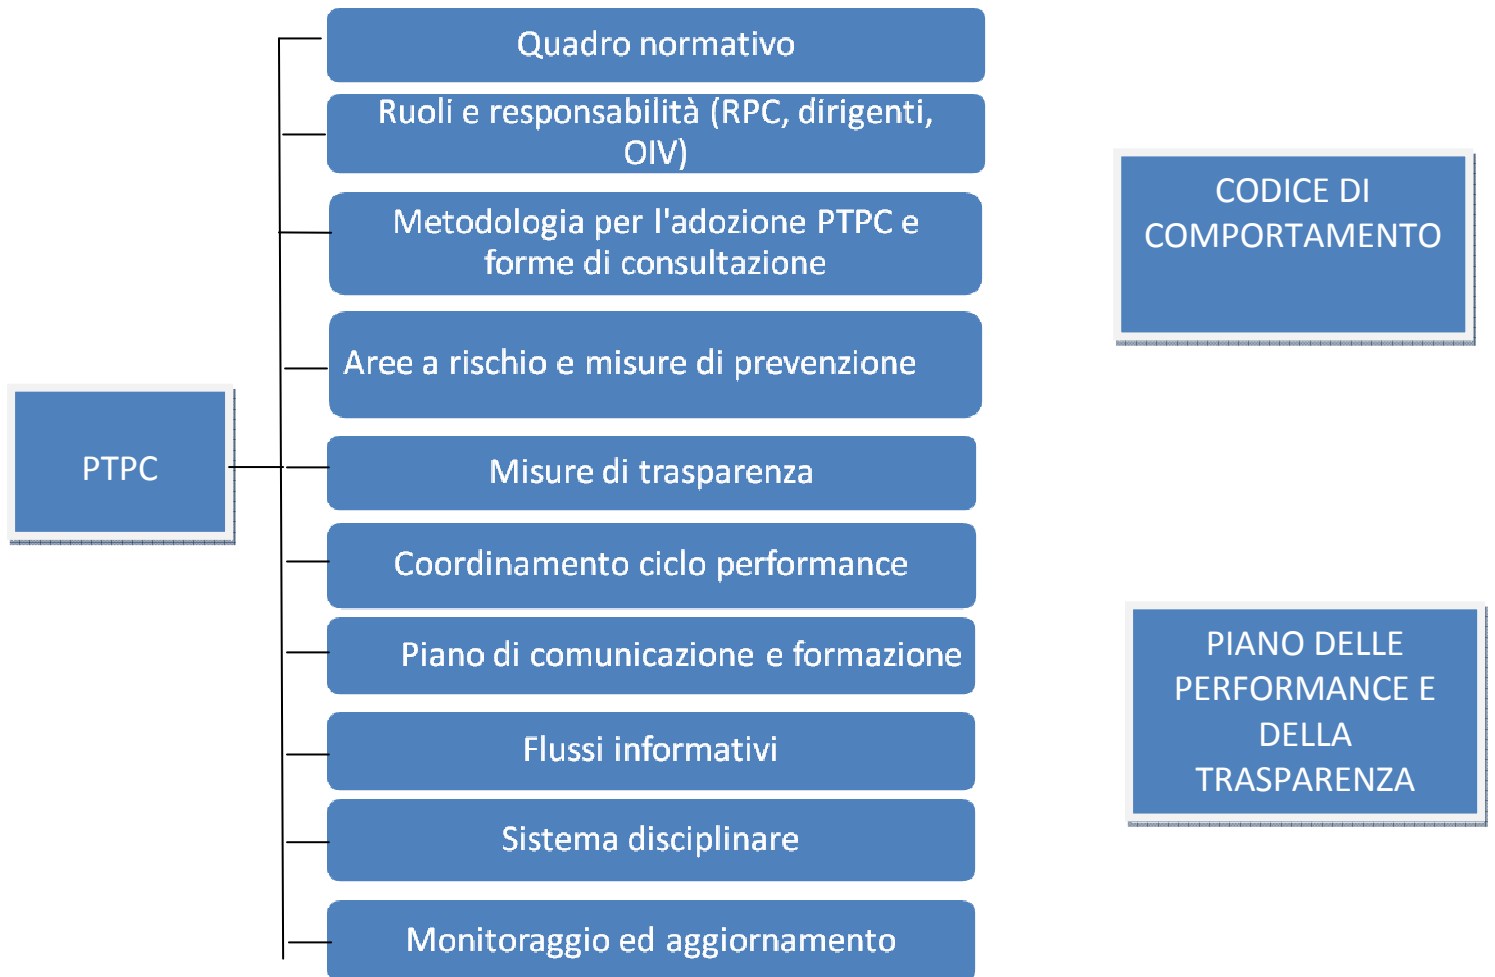 Quadro normativo
Ruoli e responsabilità (RPC, dirigenti,
OIV)
Metodologia per l'adozione PTPC e
forme di consultazione
Aree a rischio e misure di prevenzione
PTPC
Misure di trasparenza
Coordinamento ciclo performance
Piano di comunicazione e formazione
Flussi informativi
Sistema disciplinare
Monitoraggio ed aggiornamento
CODICE DI
COMPORTAMENTO
PIANO DELLE
PERFORMANCE E
DELLA
TRASPARENZA